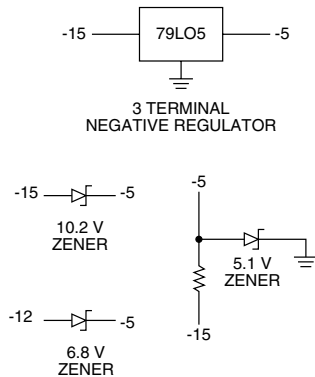 -15 79LO5 -5
3 TERMINAL
NEGATIVE REGULATOR
-15 -5
10.2 V
ZENER
-5
5.1 V
ZENER
-15
-12 -5
6.8 V
ZENER